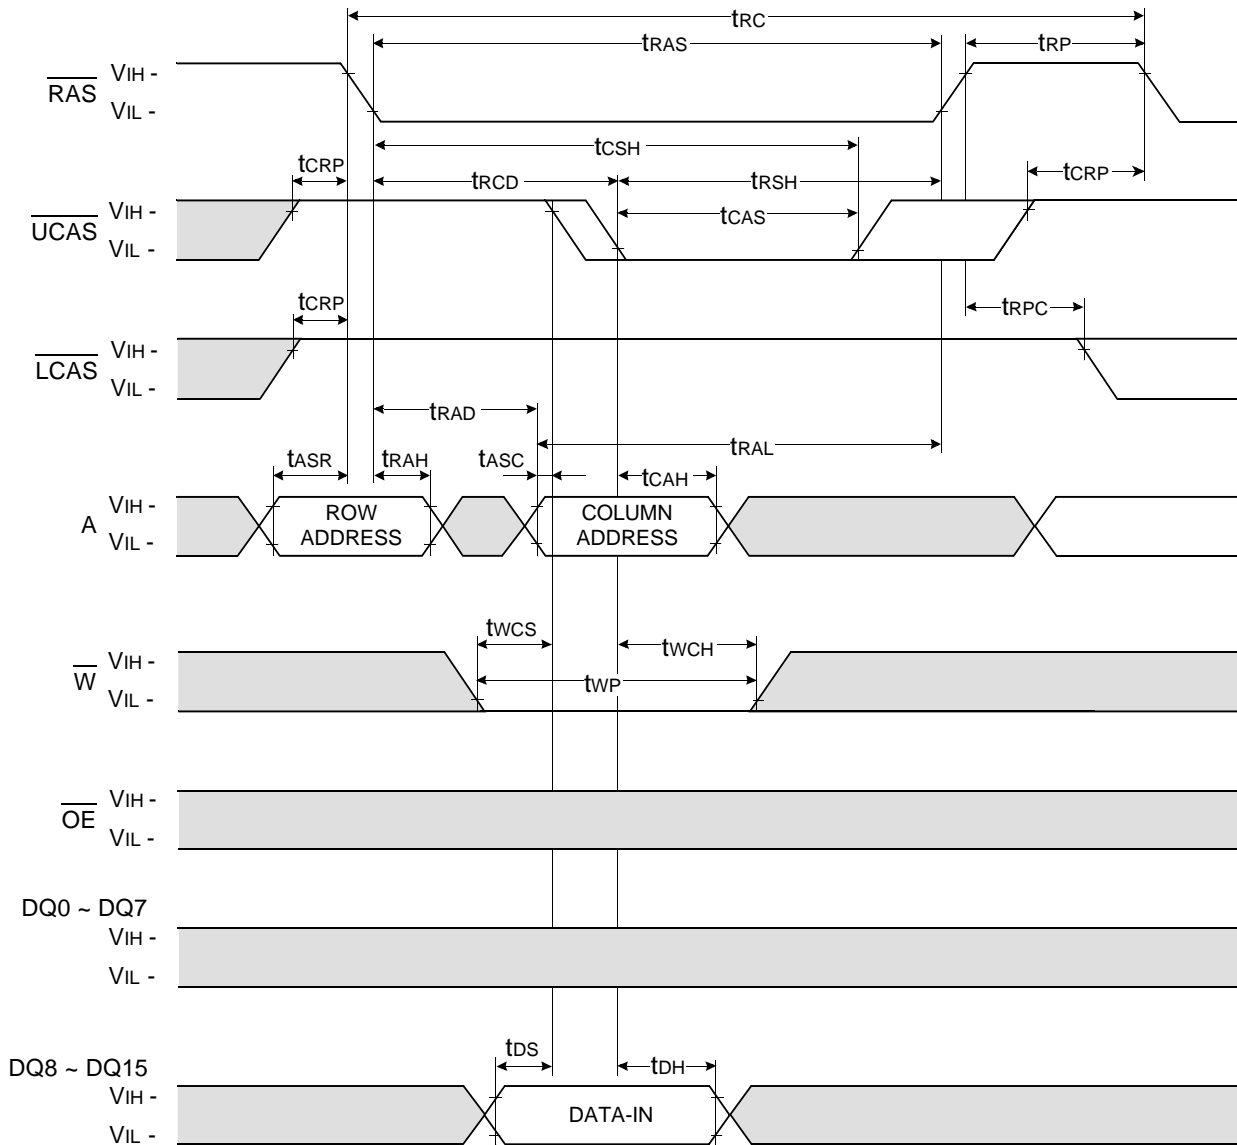 tRC
tRAS tRP
RAS VIH -
VIL -
tCSH
tCRP tRCD tRSH tCRP
UCAS VIH - tCAS
VIL -
tCRP tRPC
LCAS VIH -
VIL -
tRAD
tRAL
tASR tRAH tASC tCAH
A VIH - ROW ADDRESS COLUMN ADDRESS
VIL -
tWCS tWCH
W VIH - tWP
VIL -
OE VIH -
VIL -
DQ0 ~ DQ7
VIH -
VIL -
tDS tDH
DQ8 ~ DQ15
VIH -
DATA-IN
VIL -